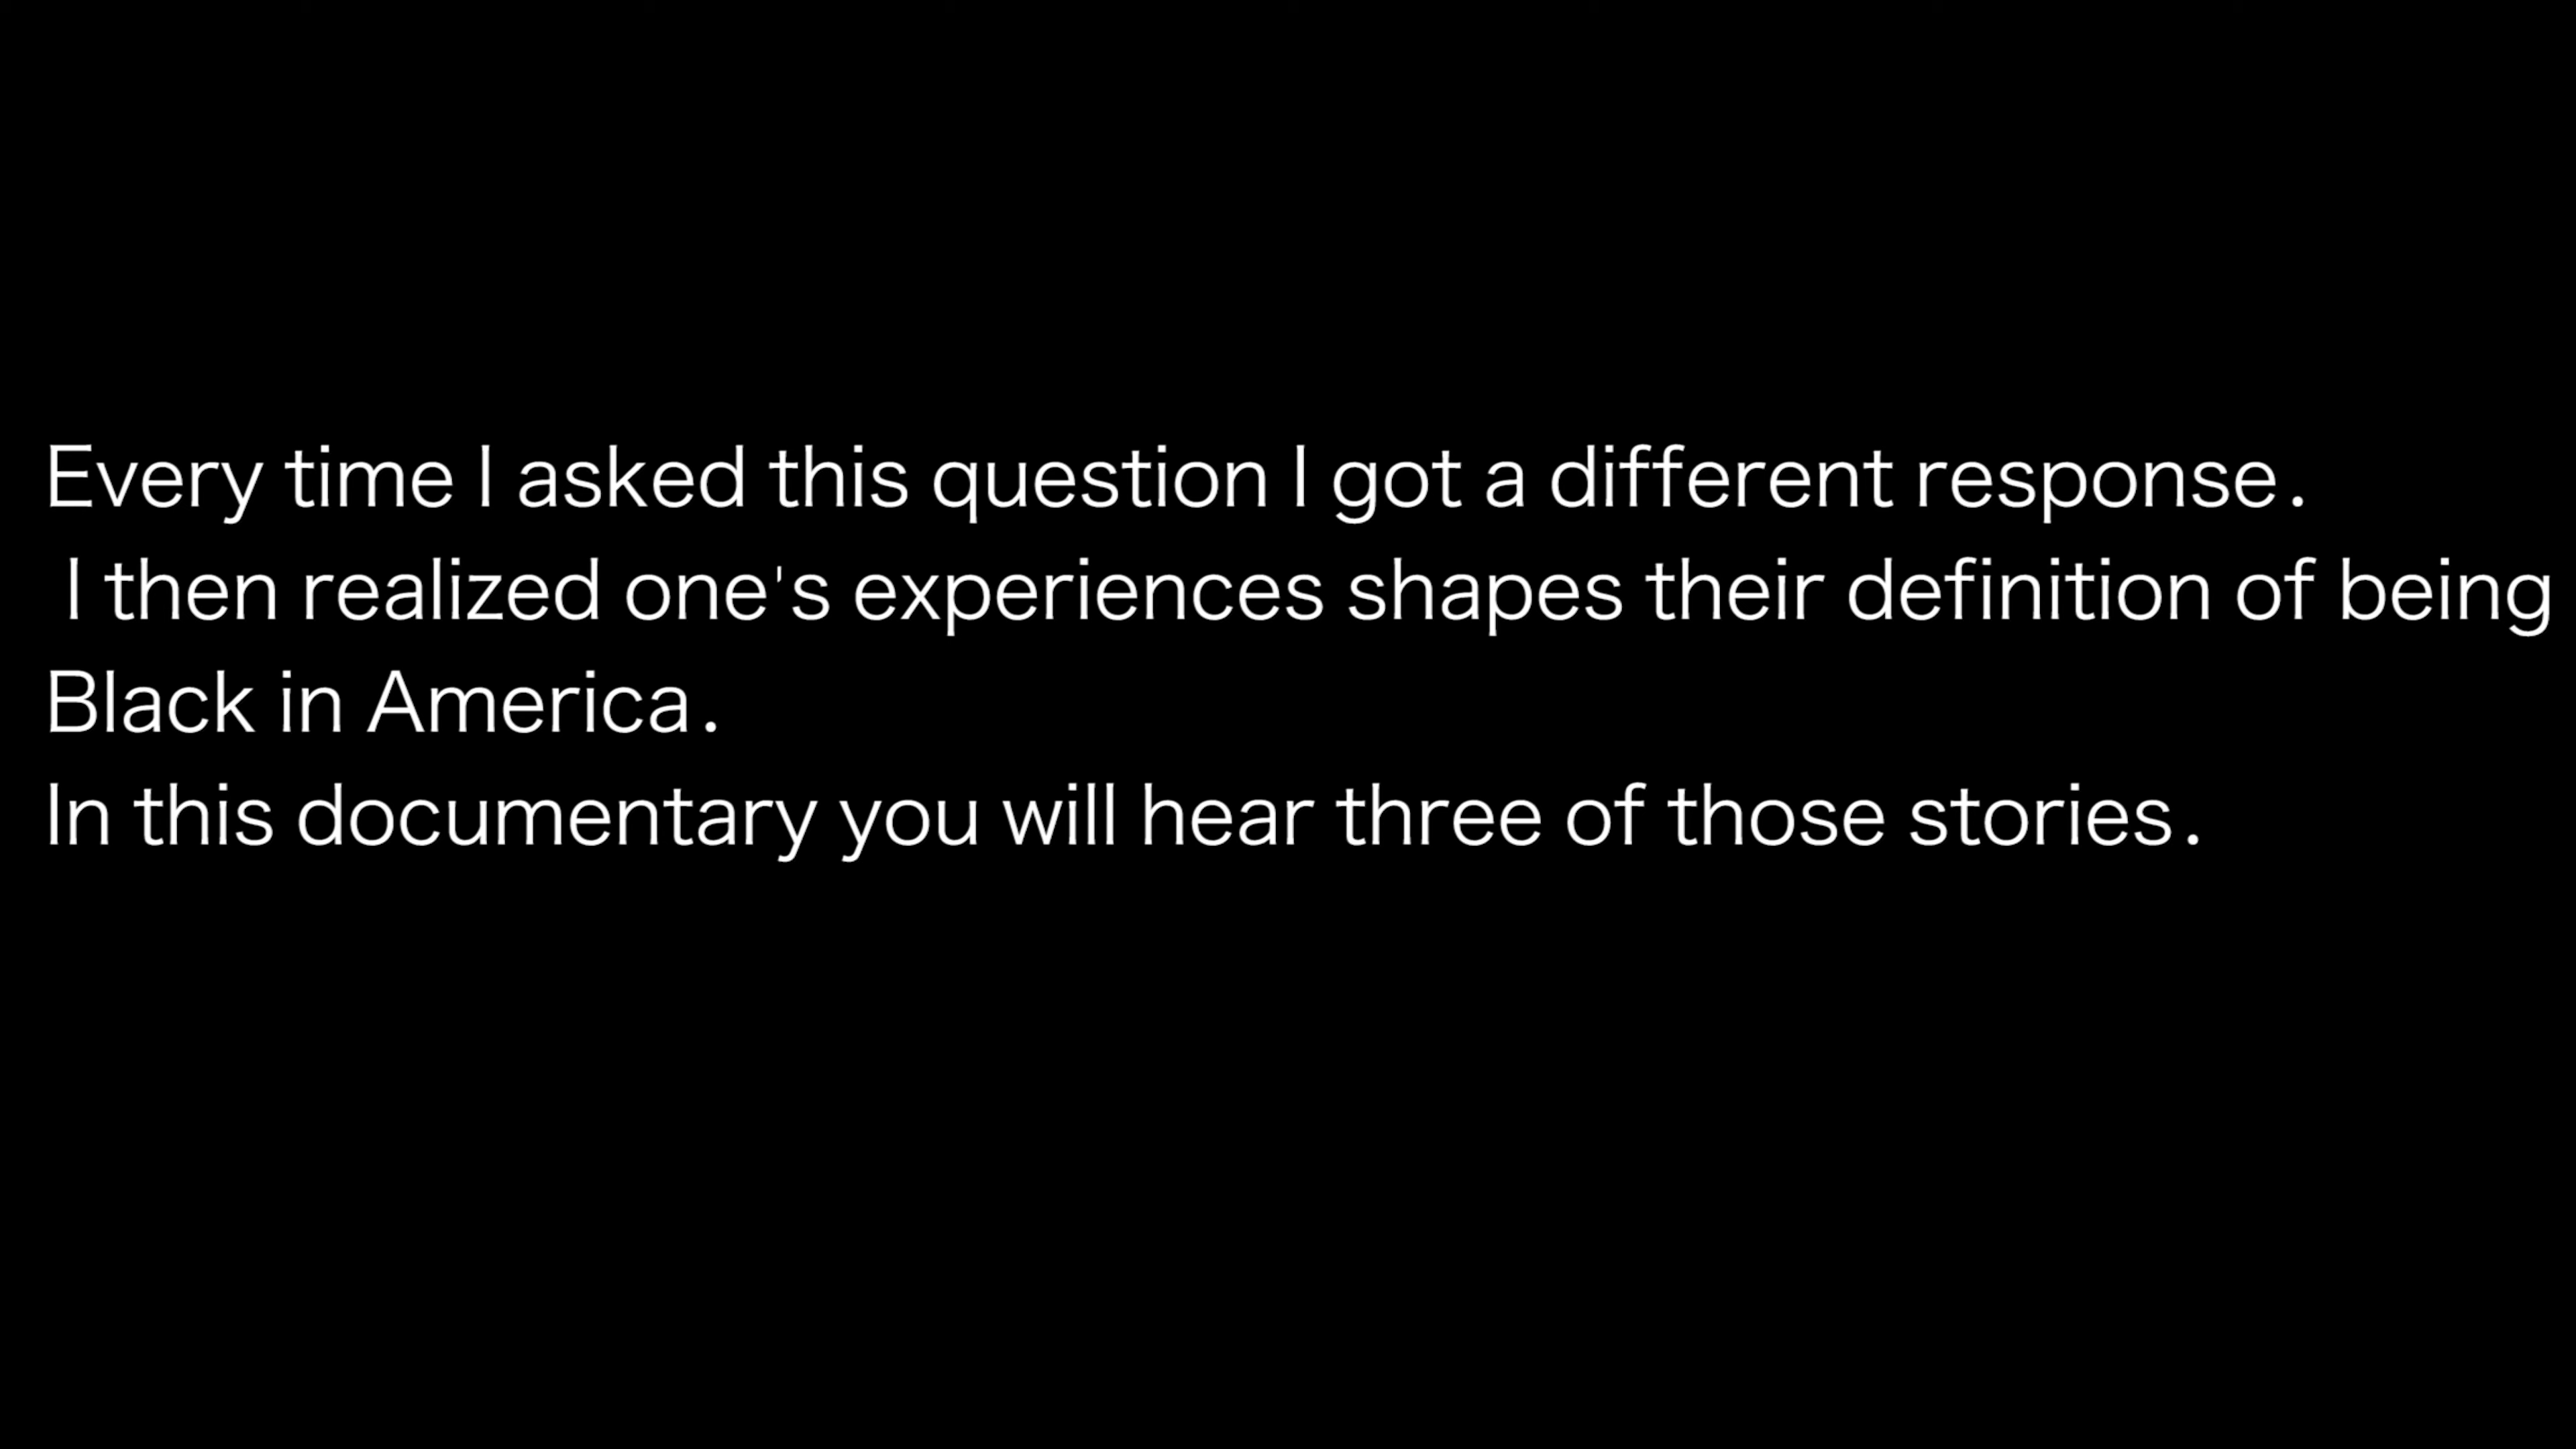 Every time I asked this question I got a different response.
I then realized one's experiences shapes their definition of being
Black in America.
In this documentary you will hear three of those stories.